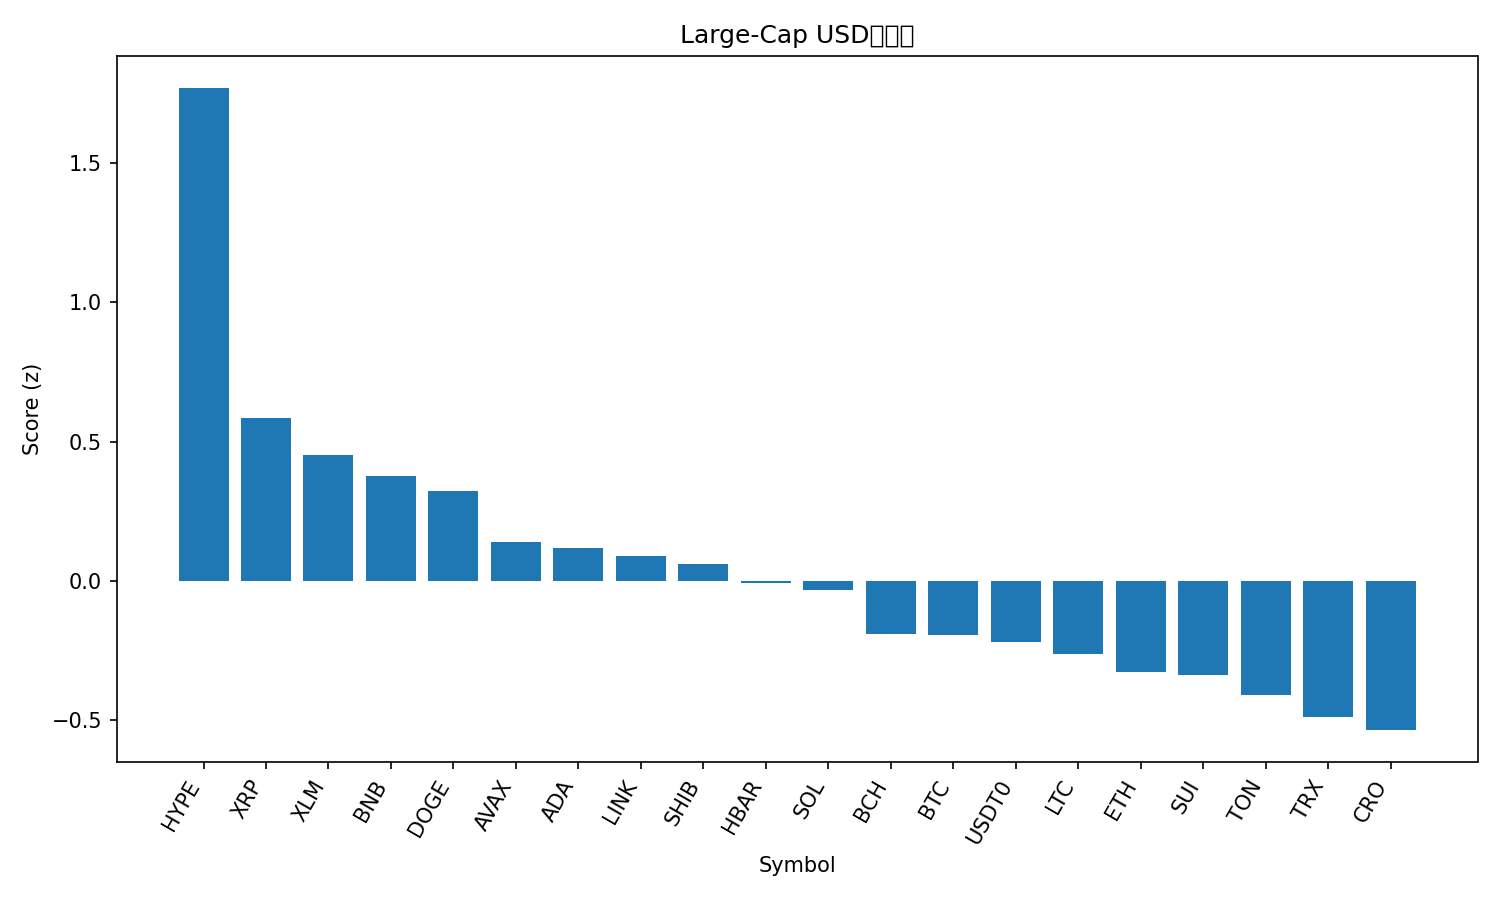 Large-Cap USD
Score (z)
1.5
1.0
0.5
0.0
−0.5
HYPE
XRP
XLM
BNB
DOGE
AVAX
ADA
LINK
SHIB
HBAR
SOL
BCH
BTC
USDT0
LTC
ETH
SUI
TON
TRX
CRO
Symbol